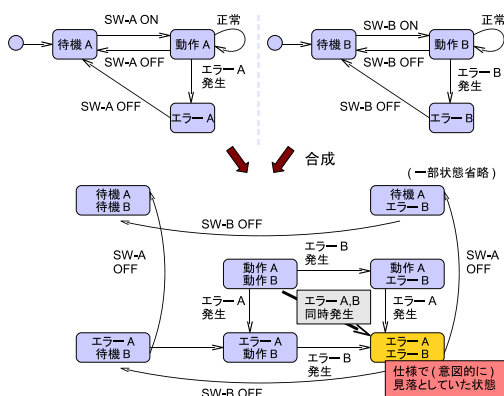 SW-A ON
正常
待機 A
動作 A
SW-A OFF
エラー A
発生
SW-A OFF
エラー A
SW-B ON
正常
待機 B
動作 B
SW-B OFF
エラー B
発生
SW-B OFF
エラー B
合成
(一部状態省略)
待機 A
待機 B
待機 A
エラー B
SW-B OFF
SW-A
OFF
エラー B
発生
SW-A
OFF
動作 A
動作 B
動作 A
エラー B
エラー A
発生
エラー A,B
同時発生
エラー A
発生
エラー A
待機 B
エラー A
動作 B
エラー B
発生
エラー A
エラー B
仕様で(意図的に)
見落としていた状態
SW-B OFF